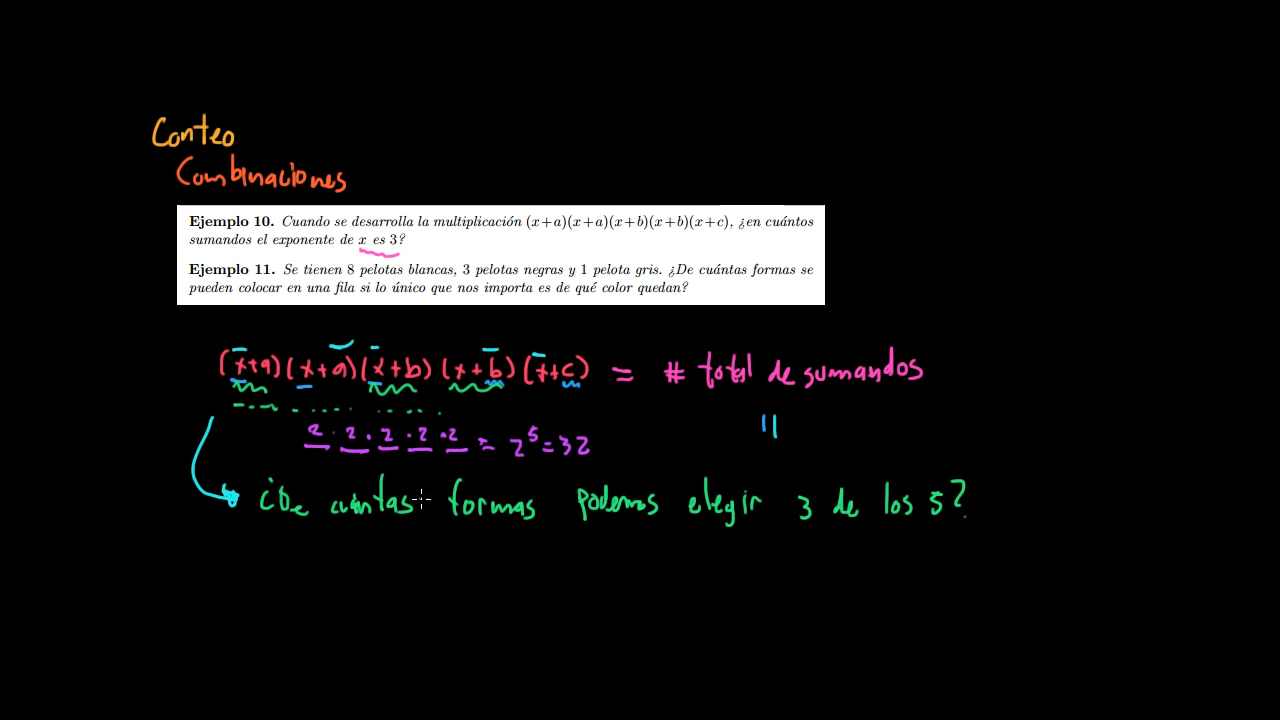 Conteo
Combinaciones
Ejemplo 10. Cuando se desarrolla la multiplicación (x+a)(x+a)(x+b)(x+b)(x+c), ¿en cuántos
sumandos el exponente de x es 3?
Ejemplo 11. Se tienen 8 pelotas blancas, 3 pelotas negras y 1 pelota gris. ¿De cuántas formas se
pueden colocar en una fila si lo único que nos importa es de qué color quedan?
(x+a)(x+a)(x+b)(x+b)(x+c) = # total de sumandos
2 · 2 · 2 · 2 · 2 = 2^5 = 32
¿De cuántas formas podemos elegir 3 de los 5?